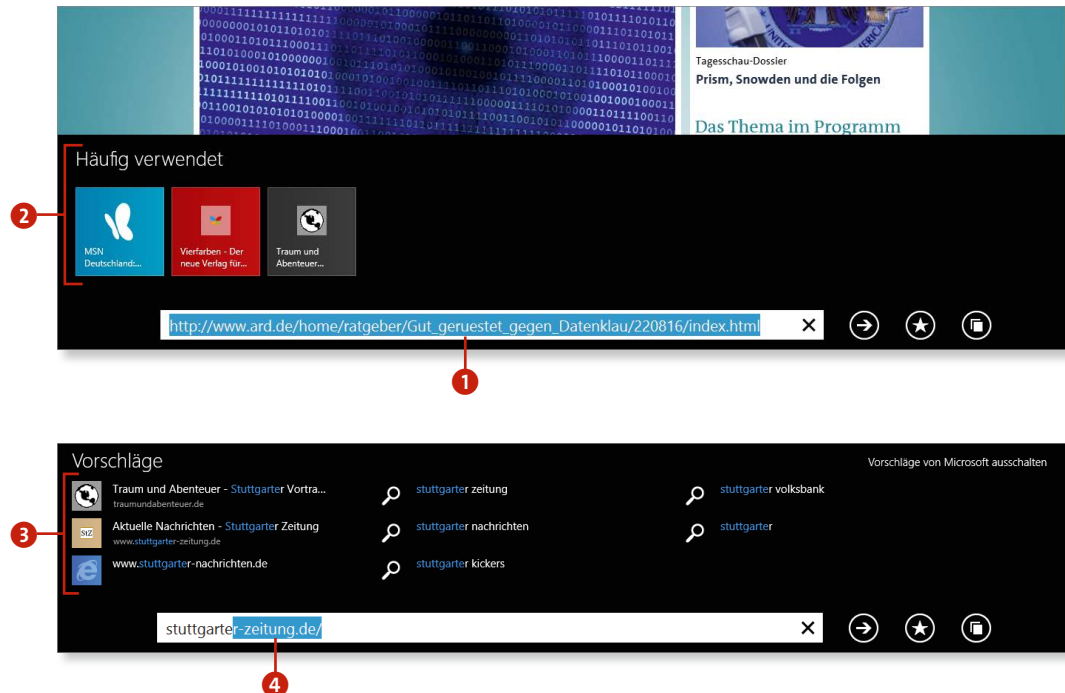 Tagesschau-Dossier
Prism, Snowden und die Folgen
Das Thema im Programm
Häufig verwendet
2
MSN
Deutschland:...
Vierfarben - Der
neue Verlag für...
Traum und
Abenteuer...
http://www.ard.de/home/ratgeber/Gut_geruestet_gegen_Datenklau/220816/index.html
1
Vorschläge
Vorschläge von Microsoft ausschalten
3
Traum und Abenteuer - Stuttgarter Vortra...
traumundabenteuer.de
stuttgarter zeitung
stuttgarter volksbank
StZ
Aktuelle Nachrichten - Stuttgarter Zeitung
www.stuttgarter-zeitung.de
stuttgarter nachrichten
stuttgarter
www.stuttgarter-nachrichten.de
stuttgarter kickers
stuttgarter-zeitung.de/
4